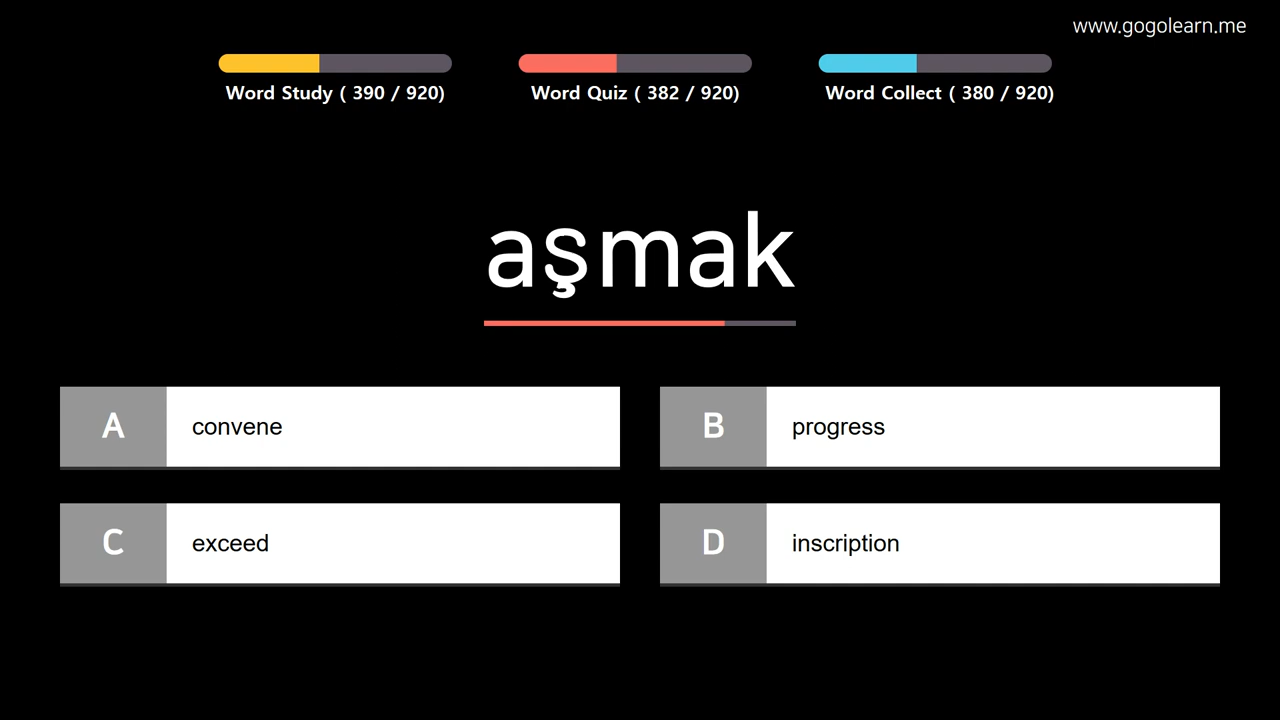 www.gogolearn.me
Word Study ( 390 / 920)
Word Quiz ( 382 / 920)
Word Collect ( 380 / 920)
aşmak
A convene
B progress
C exceed
D inscription